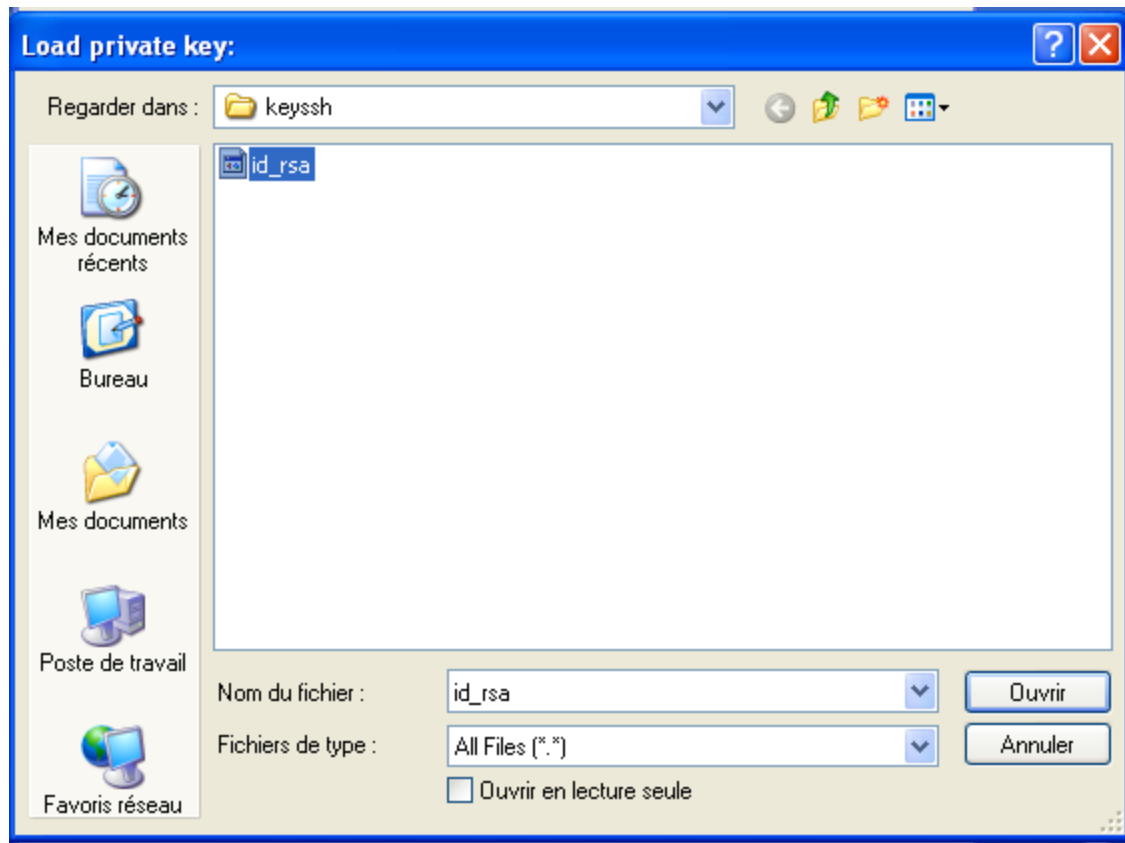 Load private key:
Regarder dans :
keyssh
id_rsa
Mes documents
récents
Bureau
Mes documents
Poste de travail
Favoris réseau
Nom du fichier :
id_rsa
Ouvrir
Fichiers de type :
All Files (*.*)
Annuler
Ouvrir en lecture seule